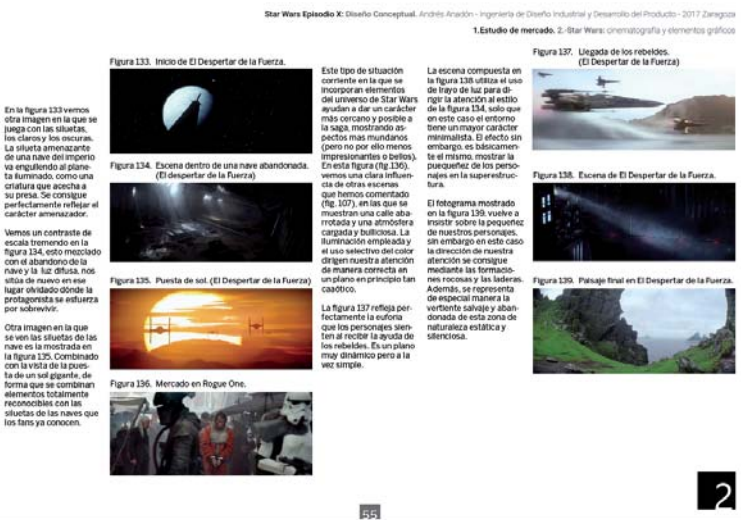 Star Wars Episodio X: Diseño Conceptual. Andrés Anadón - Ingeniería de Diseño Industrial y Desarrollo del Producto - 2017 Zaragoza
1.Estudio de mercado. 2.-Star Wars: cinematografía y elementos gráficos
En la figura 133 vemos
otra imagen en la que se
juega con las siluetas,
los claros y los oscuros.
La silueta amenazante
de una nave del imperio
va engullendo al plane-
ta iluminado, como una
criatura que acecha a
su presa. Se consigue
perfectamente reflejar el
carácter amenazador.
Vemos un contraste de
escala tremendo en la
figura 134, esto mezclado
con el abandono de la
nave y la luz difusa, nos
sitúa de nuevo en ese
lugar olvidado dónde la
protagonista se esfuerza
por sobrevivir.
Otra imagen en la que
se ven las siluetas de las
nave es la mostrada en
la figura 135. Combinado
con la vista de la pues-
ta de un sol gigante, de
forma que se combinan
elementos totalmente
reconocibles con las
siluetas de las naves que
los fans ya conocen.
Figura 133. Inicio de El Despertar de la Fuerza.
Figura 134. Escena dentro de una nave abandonada.
(El despertar de la Fuerza)
Figura 135. Puesta de sol. (El Despertar de la Fuerza)
Figura 136. Mercado en Rogue One.
Este tipo de situación
corriente en la que se
incorporan elementos
del universo de Star Wars
ayudan a dar un carácter
más cercano y posible a
la saga, mostrando as-
pectos mas mundanos
(pero no por ello menos
impresionantes o bellos).
En esta figura (fig.136),
vemos una clara influen-
cia de otras escenas
que hemos comentado
(fig. 107), en las que se
muestran una calle aba-
rrotada y una atmósfera
cargada y bulliciosa. La
iluminación empleada y
el uso selectivo del color
dirigen nuestra atención
de manera correcta en
un plano en principio tan
caaótico.
La figura 137 refleja per-
fectamente la euforia
que los personajes sien-
ten al recibir la ayuda de
los rebeldes. Es un plano
muy dinámico pero a la
vez simple.
La escena compuesta en
la figura 138 utiliza el uso
de lrayo de luz para di-
rigir la atención al estilo
de la figura 134, solo que
en este caso el entorno
tiene un mayor carácter
minimalista. El efecto sin
embargo, es básicamen-
te el mismo, mostrar la
puequeñez de los perso-
najes en la superestruc-
tura.
El fotograma mostrado
en la figura 139, vuelve a
insistir sobre la pequeñez
de nuestros personajes,
sin embargo en este caso
la dirección de nuestra
atención se consigue
mediante las formacio-
nes rocosas y las laderas.
Además, se representa
de especial manera la
vertiente salvaje y aban-
donada de esta zona de
naturaleza estática y
silenciosa.
Figura 137. Llegada de los rebeldes.
(El Despertar de la Fuerza)
Figura 138. Escena de El Despertar de la Fuerza.
Figura 139. Paisaje final en El Despertar de la Fuerza.
55
2